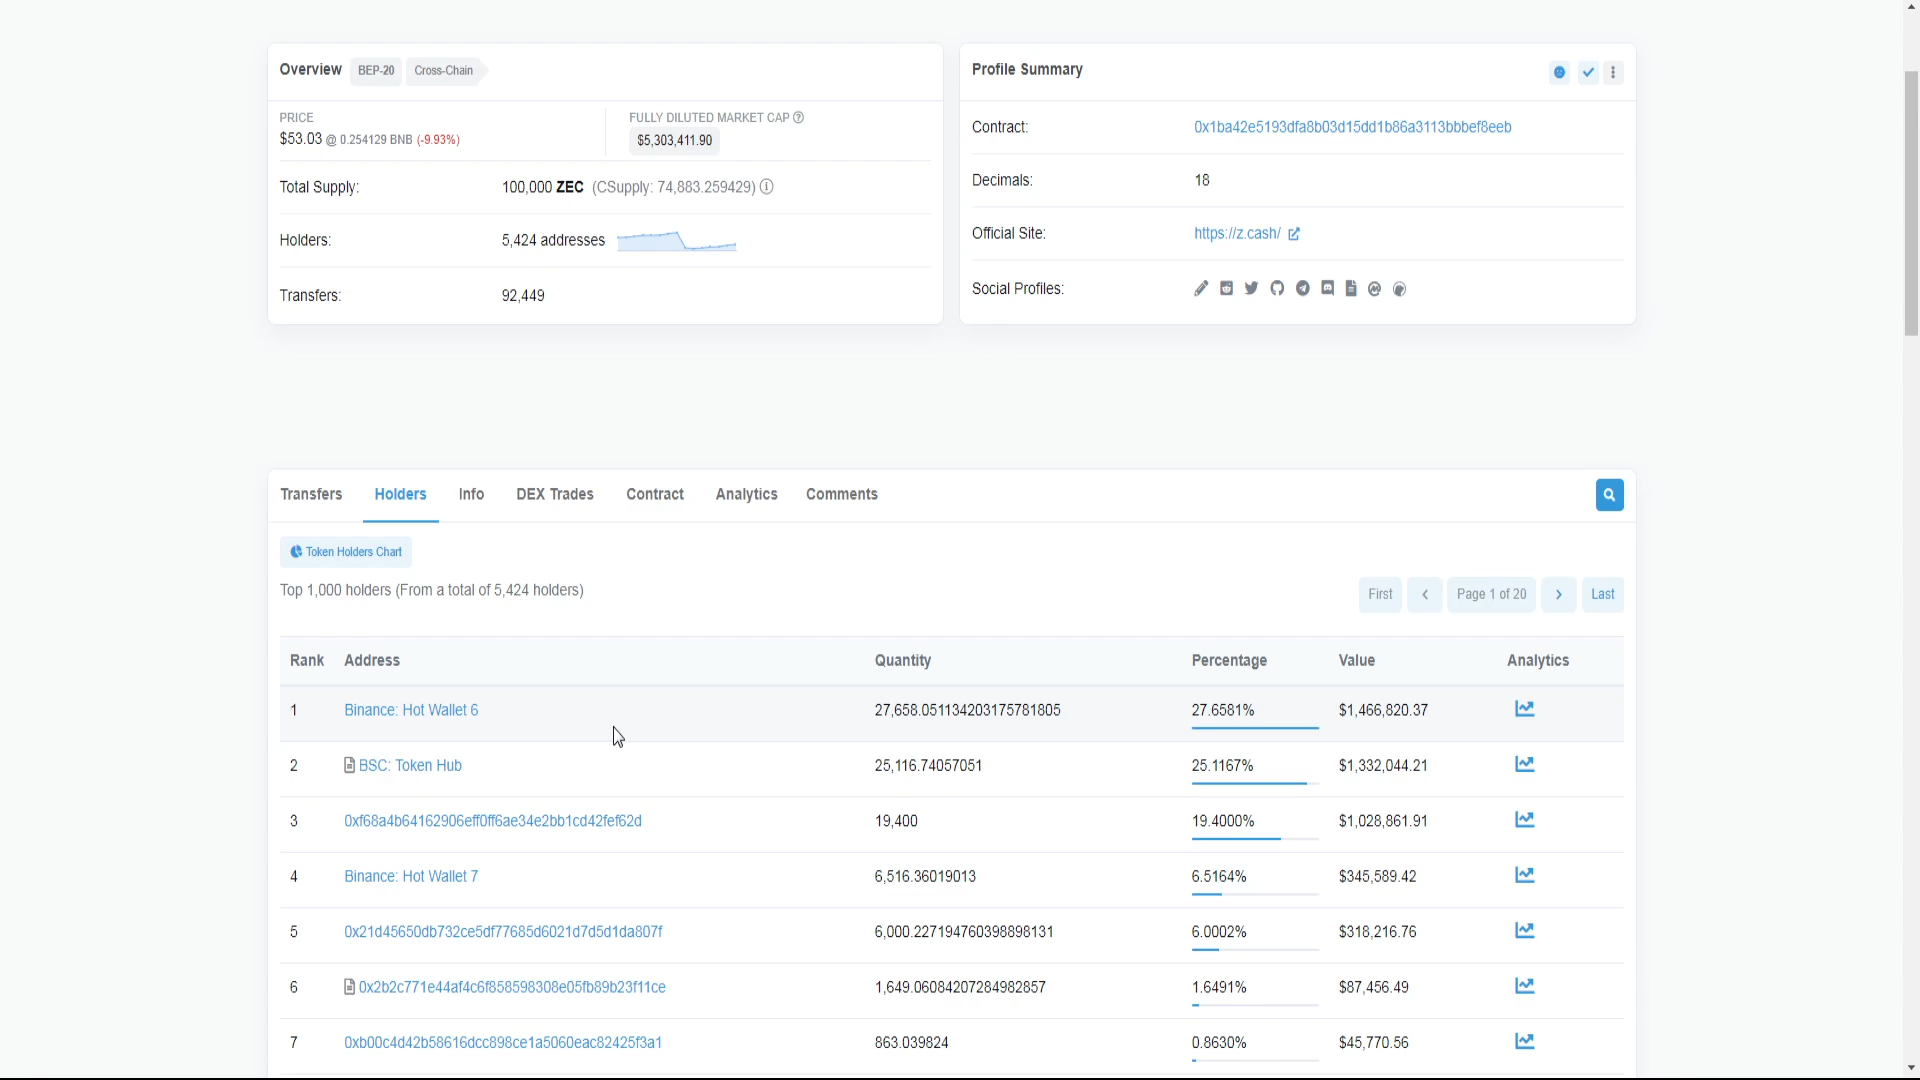 Overview BEP-20 Cross-Chain
PRICE
$53.03 @ 0.254129 BNB (-9.93%)
FULLY DILUTED MARKET CAP
$5,303,411.90
Total Supply: 100,000 ZEC (CSupply: 74,883.259429)
Holders: 5,424 addresses
Transfers: 92,449
Profile Summary
Contract: 0x1ba42e5193dfa8b03d15dd1b86a3113bbbef8eeb
Decimals: 18
Official Site: https://z.cash/
Social Profiles:
Transfers Holders Info DEX Trades Contract Analytics Comments
Token Holders Chart
Top 1,000 holders (From a total of 5,424 holders)
First Page 1 of 20 Last
Rank Address Quantity Percentage Value Analytics
1 Binance: Hot Wallet 6 27,658.051134203175781805 27.6581% $1,466,820.37
2 BSC: Token Hub 25,116.74057051 25.1167% $1,332,044.21
3 0xf68a4b64162906eff0ff6ae34e2bb1cd42fef62d 19,400 19.4000% $1,028,861.91
4 Binance: Hot Wallet 7 6,516.36019013 6.5164% $345,589.42
5 0x21d45650db732ce5df77685d6021d7d5d1da807f 6,000.227194760398898131 6.0002% $318,216.76
6 0x2b2c771e44af4c6f858598308e05fb89b23f11ce 1,649.06084207284982857 1.6491% $87,456.49
7 0xb00c4d42b58616dcc898ce1a5060eac82425f3a1 863.039824 0.8630% $45,770.56